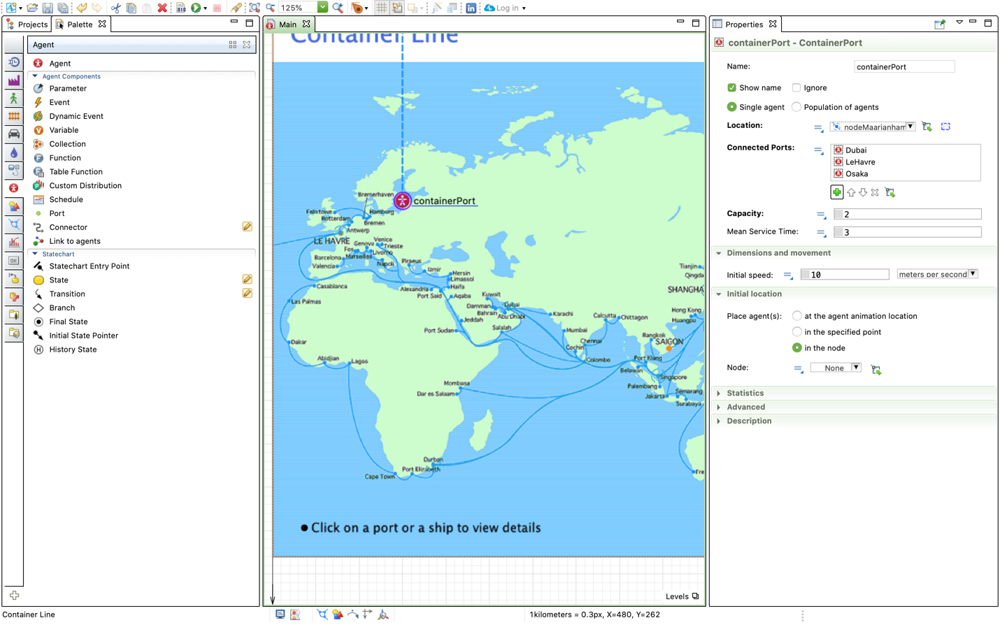 125%
Log in
Projects
Palette
Main
Properties
Agent
Agent
Agent Components
Parameter
Event
Dynamic Event
Variable
Collection
Function
Table Function
Custom Distribution
Schedule
Port
Connector
Link to agents
Statechart
Statechart Entry Point
State
Transition
Branch
Final State
Initial State Pointer
History State
Container Line
containerPort
Bremerhaven
Felixtowe
Hamburg
Rotterdam
Bremen
Antwerp
LE HAVRE
Genova
Venice
Trieste
Fos
Livorno
Barcelona
Marseilles
Napoli
Piraeus
Valencia
Izmir
Mersin
Limassol
Casablanca
Alexandria
Haifa
Port Said
Aqaba
Kuwait
Las Palmas
Damman
Dubai
Bahrain
Abu Dhabi
Karachi
Calcutta
Chittagon
Jeddah
Salalah
Port Sudan
Mumbai
Dakar
Chennai
Cochin
Colombo
Abidjian
Lagos
Bangkok
SAIGON
Port Klang
Belawan
Singapore
Palembang
Jakarta
Semarang
Surabaya
Mombasa
Dar es Salaam
Tianjin
Qingda
SHANGHA
Hong Kong
Huangpu
Durban
Port Elizabeth
Cape Town
Fre
Click on a port or a ship to view details
Levels
containerPort - ContainerPort
Name:
containerPort
Show name
Ignore
Single agent
Population of agents
Location:
nodeMaarianham
Connected Ports:
Dubai
LeHavre
Osaka
Capacity:
2
Mean Service Time:
3
Dimensions and movement
Initial speed:
10
meters per second
Initial location
Place agent(s):
at the agent animation location
in the specified point
in the node
Node:
None
Statistics
Advanced
Description
Container Line
1kilometers = 0.3px, X=480, Y=262